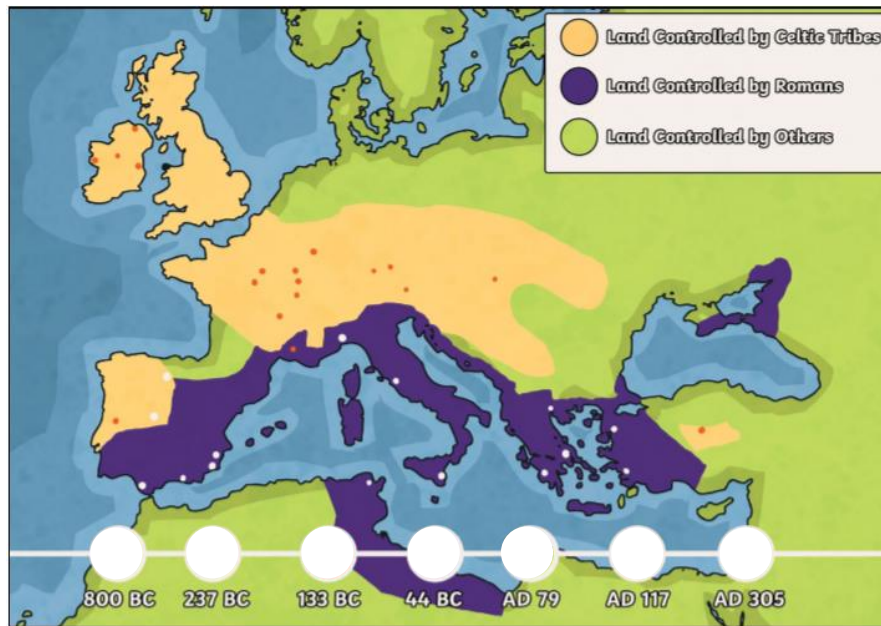 Land Controlled by Celtic Tribes
Land Controlled by Romans
Land Controlled by Others
800 BC
237 BC
133 BC
44 BC
AD 79
AD 117
AD 305